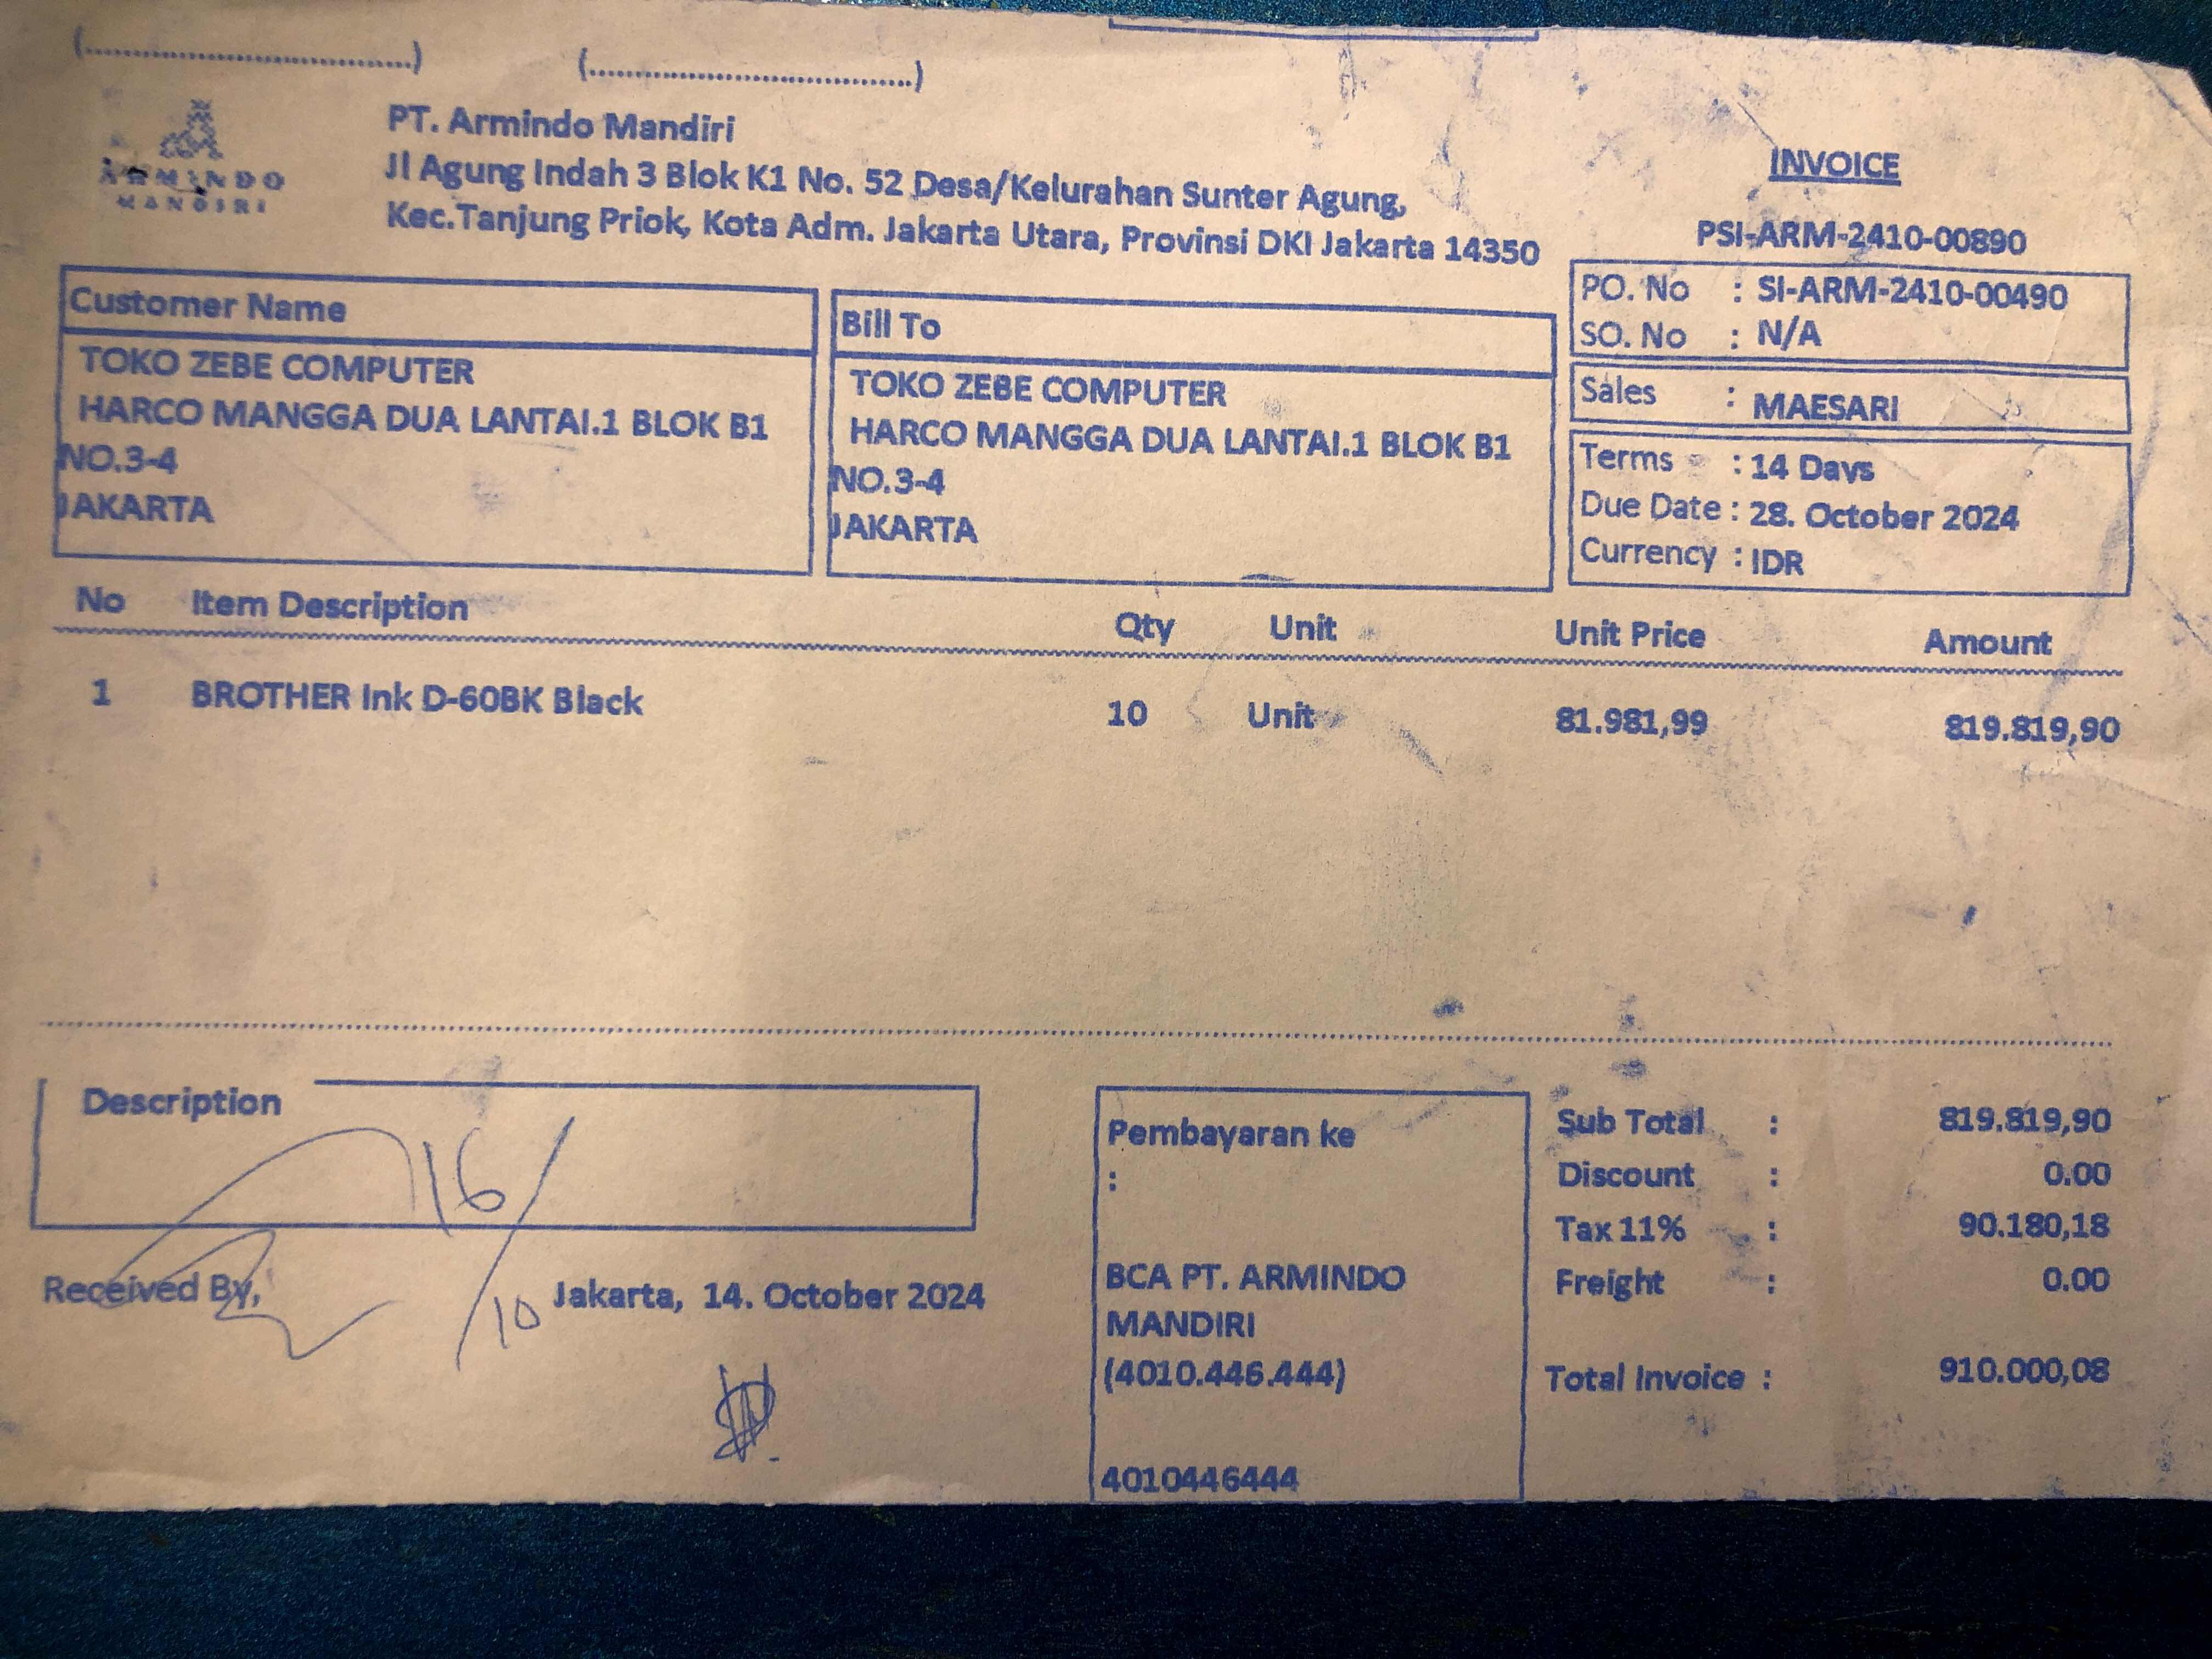 (....................................) (....................................)
ARMINDO
MANDIRI
PT. Armindo Mandiri
Jl Agung Indah 3 Blok K1 No. 52 Desa/Kelurahan Sunter Agung,
Kec.Tanjung Priok, Kota Adm. Jakarta Utara, Provinsi DKI Jakarta 14350
INVOICE
PSI-ARM-2410-00890
PO. No : SI-ARM-2410-00490
SO. No : N/A
Sales : MAESARI
Terms : 14 Days
Due Date : 28. October 2024
Currency : IDR
Customer Name
TOKO ZEBE COMPUTER
HARCO MANGGA DUA LANTAI.1 BLOK B1
NO.3-4
JAKARTA
Bill To
TOKO ZEBE COMPUTER
HARCO MANGGA DUA LANTAI.1 BLOK B1
NO.3-4
JAKARTA
No Item Description Qty Unit Unit Price Amount
1 BROTHER Ink D-60BK Black 10 Unit 81.981,99 819.819,90
Description
16/10
Received By,
Jakarta, 14. October 2024
Pembayaran ke
:
BCA PT. ARMINDO
MANDIRI
(4010.446.444)
4010446444
Sub Total : 819.819,90
Discount : 0.00
Tax 11% : 90.180,18
Freight : 0.00
Total Invoice : 910.000,08